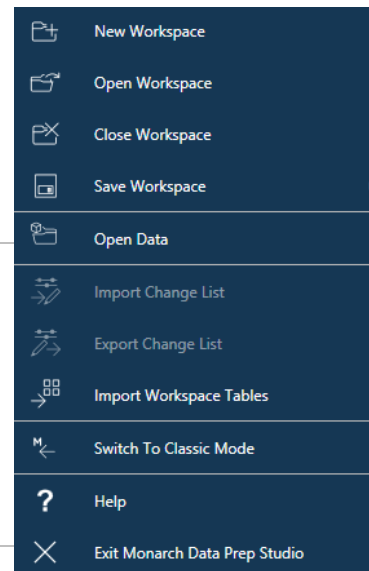 New Workspace
Open Workspace
Close Workspace
Save Workspace
Open Data
Import Change List
Export Change List
Import Workspace Tables
M Switch To Classic Mode
? Help
Exit Monarch Data Prep Studio